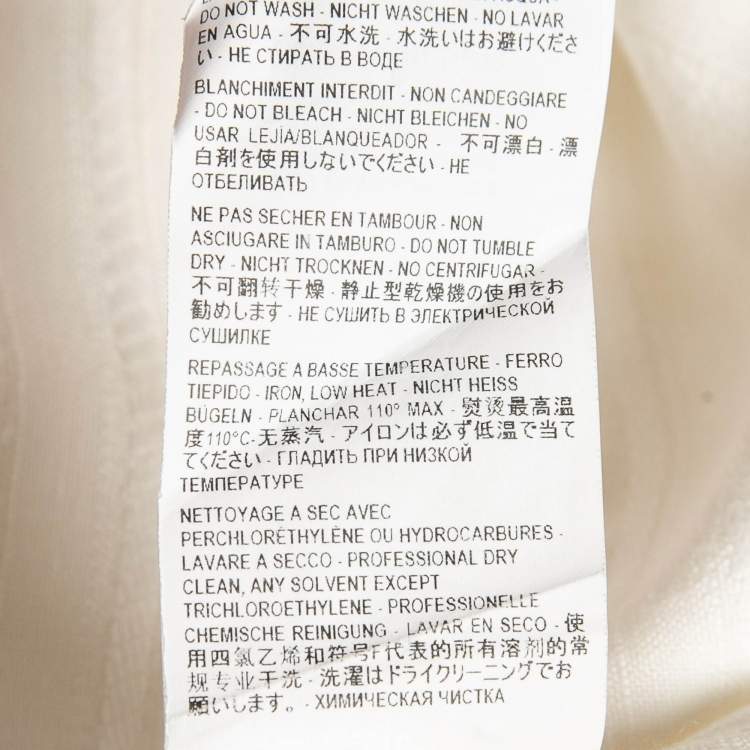 DO NOT WASH - NICHT WASCHEN - NO LAVAR
EN AGUA - 不可水洗 - 水洗いはお避けくださ
い - НЕ СТИРАТЬ В ВОДЕ
BLANCHIMENT INTERDIT - NON CANDEGGIARE
- DO NOT BLEACH - NICHT BLEICHEN - NO
USAR LEJIA/BLANQUEADOR - 不可漂白 - 漂
白剤を使用しないでください - НЕ
ОТБЕЛИВАТЬ
NE PAS SECHER EN TAMBOUR - NON
ASCIUGARE IN TAMBURO - DO NOT TUMBLE
DRY - NICHT TROCKNEN - NO CENTRIFUGAR -
不可翻转干燥 - 静止型乾燥機の使用をお
勧めします - НЕ СУШИТЬ В ЭЛЕКТРИЧЕСКОЙ
СУШИЛКЕ
REPASSAGE A BASSE TEMPERATURE - FERRO
TIEPIDO - IRON, LOW HEAT - NICHT HEISS
BÜGELN - PLANCHAR 110° MAX - 熨烫最高温
度110°C-无蒸汽 - アイロンは必ず低温で当て
てください - ГЛАДИТЬ ПРИ НИЗКОЙ
ТЕМПЕРАТУРЕ
NETTOYAGE A SEC AVEC
PERCHLORÉTHYLÈNE OU HYDROCARBURES -
LAVARE A SECCO - PROFESSIONAL DRY
CLEAN, ANY SOLVENT EXCEPT
TRICHLOROETHYLENE - PROFESSIONELLE
CHEMISCHE REINIGUNG - LAVAR EN SECO - 使
用四氯乙烯和符号F代表的所有溶剂的常
规专业干洗 - 洗濯はドライクリーニングでお
願いします。 - ХИМИЧЕСКАЯ ЧИСТКА